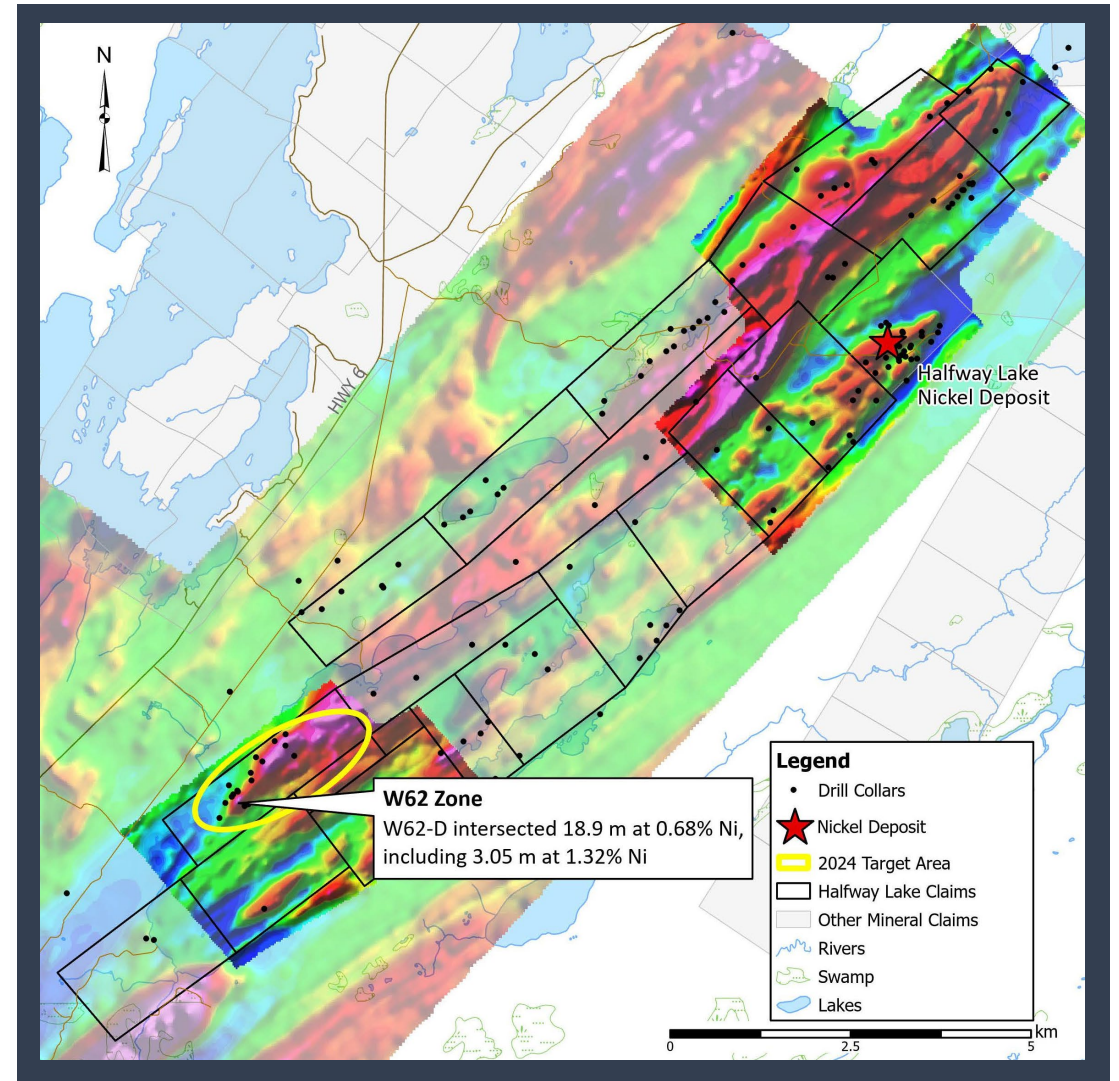 N
HWY 6
Halfway Lake
Nickel Deposit
W62 Zone
W62-D intersected 18.9 m at 0.68% Ni,
including 3.05 m at 1.32% Ni
Legend
Drill Collars
Nickel Deposit
2024 Target Area
Halfway Lake Claims
Other Mineral Claims
Rivers
Swamp
Lakes
km
0 2.5 5